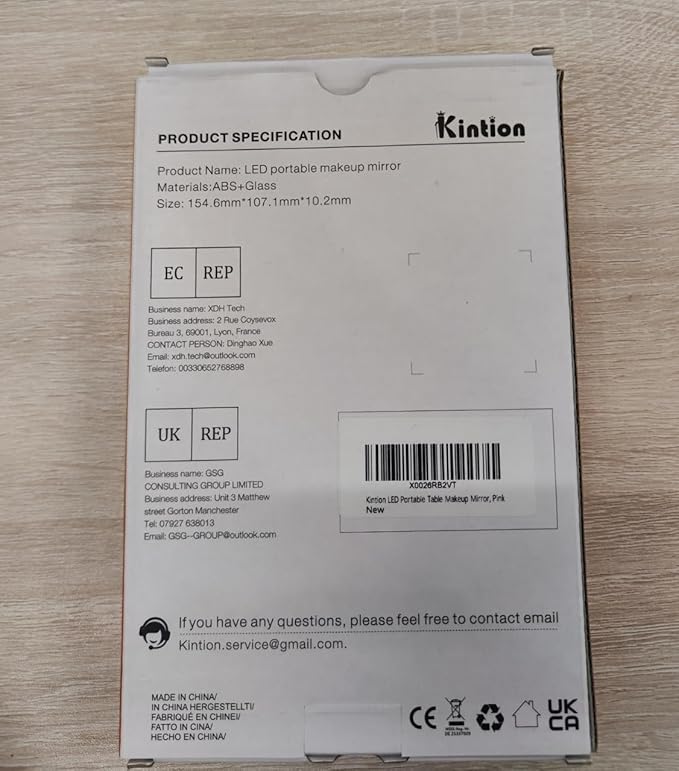 Kintion
PRODUCT SPECIFICATION
Product Name: LED portable makeup mirror
Materials:ABS+Glass
Size: 154.6mm*107.1mm*10.2mm
EC REP
Business name: XDH Tech
Business address: 2 Rue Coysevox
Bureau 3, 69001, Lyon, France
CONTACT PERSON: Dinghao Xue
Email: xdh.tech@outlook.com
Telefon: 00330652768898
UK REP
Business name: GSG
CONSULTING GROUP LIMITED
Business address: Unit 3 Matthew
street Gorton Manchester
Tel: 07927 638013
Email: GSG--GROUP@outlook.com
X0026RB2VT
Kintion LED Portable Table Makeup Mirror, Pink
New
If you have any questions, please feel free to contact email
Kintion.service@gmail.com.
MADE IN CHINA/
IN CHINA HERGESTELLTI/
FABRIQUÉ EN CHINEI/
FATTO IN CINA/
HECHO EN CHINA/
CE
UK
CA